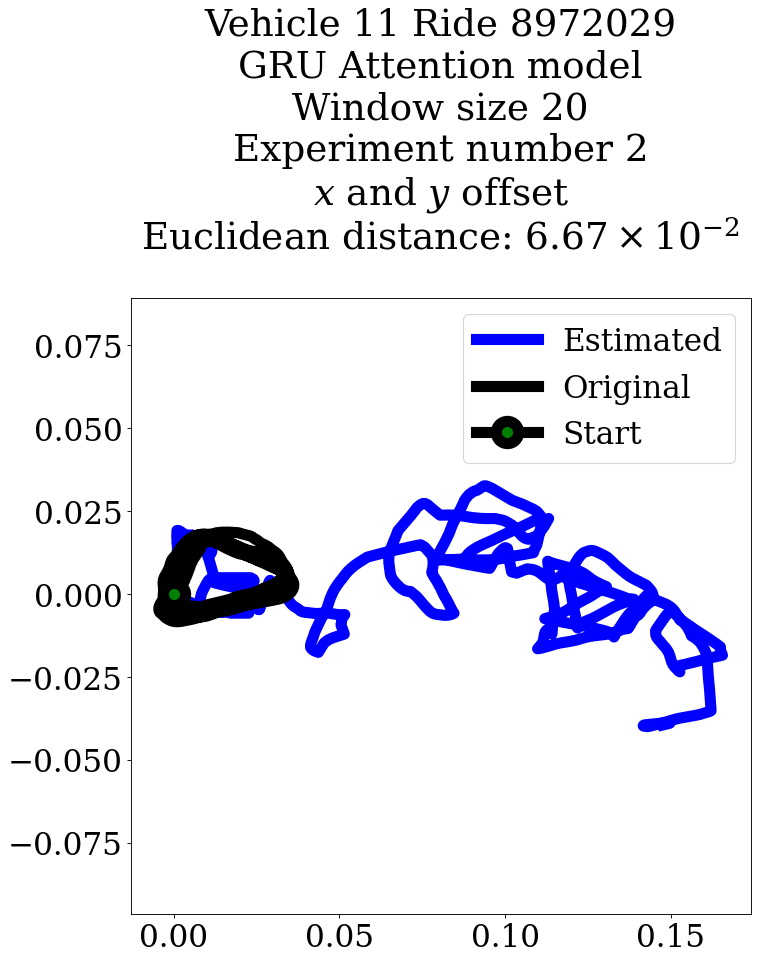 Vehicle 11 Ride 8972029
GRU Attention model
Window size 20
Experiment number 2
x and y offset
Euclidean distance: 6.67 × 10⁻²
Estimated
Original
Start
0.075
0.050
0.025
0.000
−0.025
−0.050
−0.075
0.00 0.05 0.10 0.15